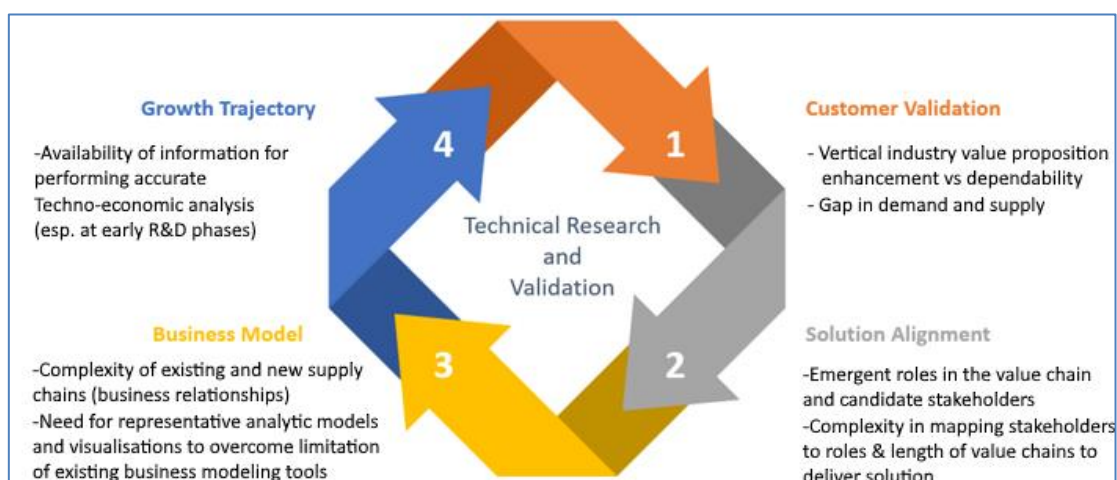 Growth Trajectory
-Availability of information for
performing accurate
Techno-economic analysis
(esp. at early R&D phases)
4
1
Customer Validation
- Vertical industry value proposition
enhancement vs dependability
- Gap in demand and supply
Technical Research
and
Validation
Business Model
-Complexity of existing and new supply
chains (business relationships)
-Need for representative analytic models
and visualisations to overcome limitation
of existing business modeling tools
3
2
Solution Alignment
-Emergent roles in the value chain
and candidate stakeholders
-Complexity in mapping stakeholders
to roles & length of value chains to
deliver solution